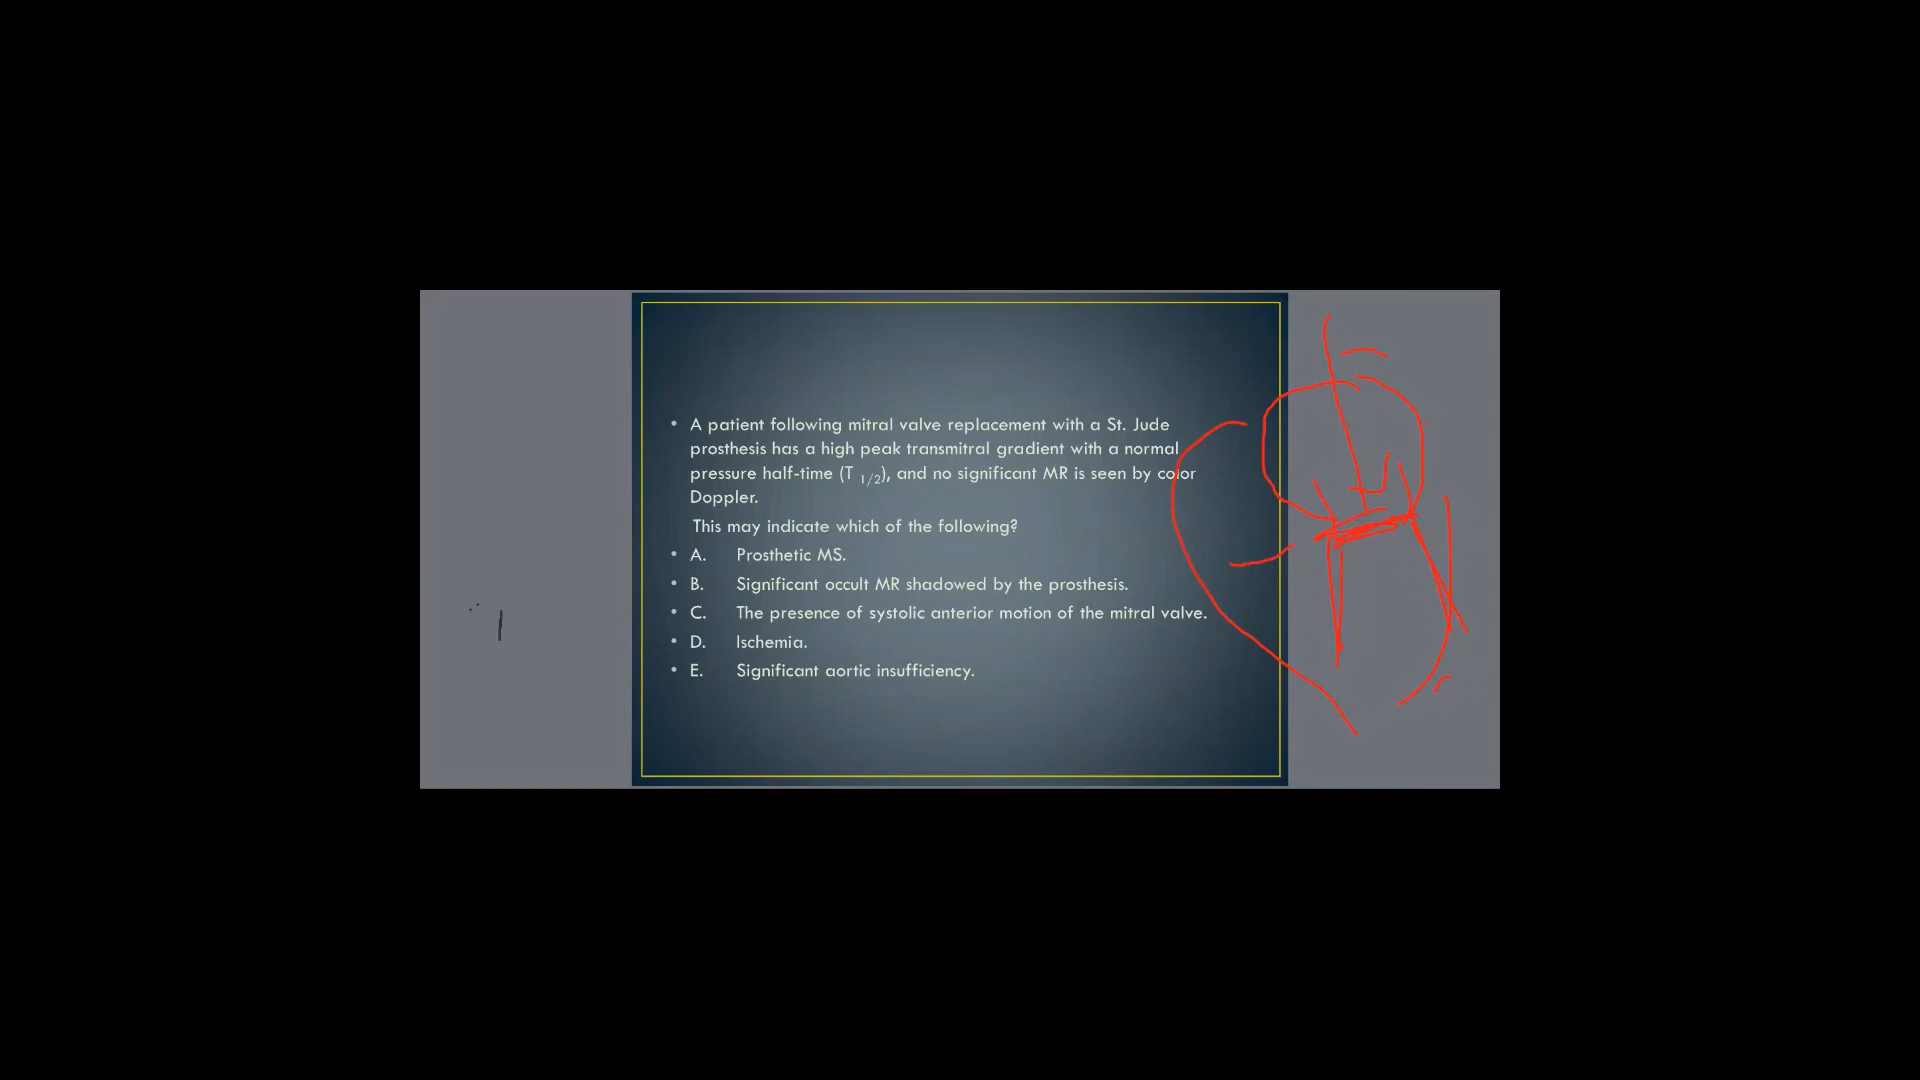 • A patient following mitral valve replacement with a St. Jude
prosthesis has a high peak transmitral gradient with a normal
pressure half-time (T 1/2), and no significant MR is seen by color
Doppler.
This may indicate which of the following?
• A. Prosthetic MS.
• B. Significant occult MR shadowed by the prosthesis.
• C. The presence of systolic anterior motion of the mitral valve.
• D. Ischemia.
• E. Significant aortic insufficiency.